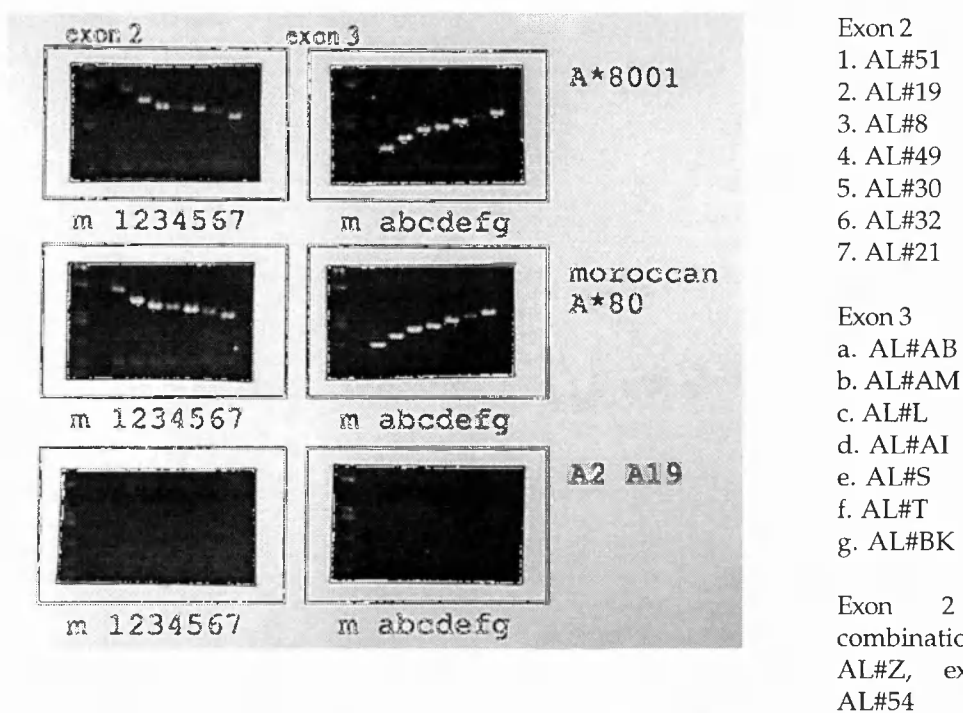 exon 2 exon 3
A*8001
m 1234567 m abcdefg
moroccan
A*80
m 1234567 m abcdefg
A2 A19
m 1234567 m abcdefg
Exon 2
1. AL#51
2. AL#19
3. AL#8
4. AL#49
5. AL#30
6. AL#32
7. AL#21
Exon 3
a. AL#AB
b. AL#AM
c. AL#L
d. AL#AI
e. AL#S
f. AL#T
g. AL#BK
Exon 2
AL#Z,
AL#54